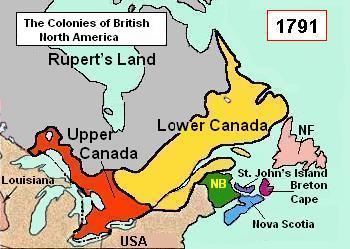 The Colonies of British
North America
1791
Rupert's Land
Upper
Canada
Lower Canada
NF
Louisiana
NB
St. John's Island
Breton
Cape
Nova Scotia
USA